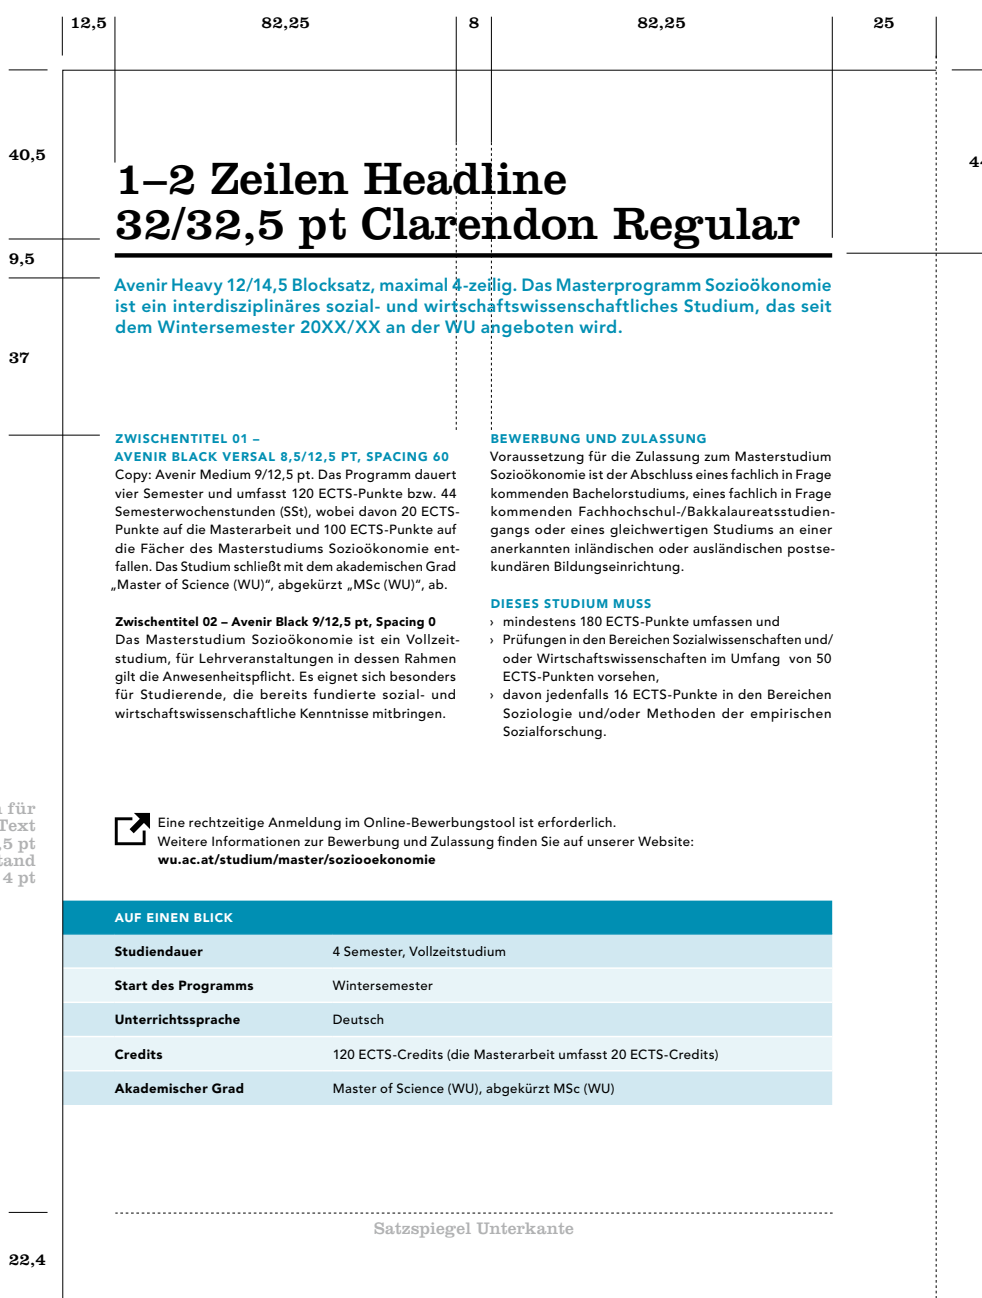 12,5 82,25 8 82,25 25
40,5
44
1–2 Zeilen Headline
32/32,5 pt Clarendon Regular
9,5
Avenir Heavy 12/14,5 Blocksatz, maximal 4-zeilig. Das Masterprogramm Sozioökonomie
ist ein interdisziplinäres sozial- und wirtschaftswissenschaftliches Studium, das seit
dem Wintersemester 20XX/XX an der WU angeboten wird.
37
ZWISCHENTITEL 01 –
AVENIR BLACK VERSAL 8,5/12,5 PT, SPACING 60
Copy: Avenir Medium 9/12,5 pt. Das Programm dauert
vier Semester und umfasst 120 ECTS-Punkte bzw. 44
Semesterwochenstunden (SSt), wobei davon 20 ECTS-
Punkte auf die Masterarbeit und 100 ECTS-Punkte auf
die Fächer des Masterstudiums Sozioökonomie ent-
fallen. Das Studium schließt mit dem akademischen Grad
„Master of Science (WU)“, abgekürzt „MSc (WU)“, ab.
Zwischentitel 02 – Avenir Black 9/12,5 pt, Spacing 0
Das Masterstudium Sozioökonomie ist ein Vollzeit-
studium, für Lehrveranstaltungen in dessen Rahmen
gilt die Anwesenheitspflicht. Es eignet sich besonders
für Studierende, die bereits fundierte sozial- und
wirtschaftswissenschaftliche Kenntnisse mitbringen.
BEWERBUNG UND ZULASSUNG
Voraussetzung für die Zulassung zum Masterstudium
Sozioökonomie ist der Abschluss eines fachlich in Frage
kommenden Bachelorstudiums, eines fachlich in Frage
kommenden Fachhochschul-/Bakkalaureatsstudien-
gangs oder eines gleichwertigen Studiums an einer
anerkannten inländischen oder ausländischen postse-
kundären Bildungseinrichtung.
DIESES STUDIUM MUSS
› mindestens 180 ECTS-Punkte umfassen und
› Prüfungen in den Bereichen Sozialwissenschaften und/
oder Wirtschaftswissenschaften im Umfang von 50
ECTS-Punkten vorsehen,
› davon jedenfalls 16 ECTS-Punkte in den Bereichen
Soziologie und/oder Methoden der empirischen
Sozialforschung.
für
Text
,5 pt
tand
4 pt
Eine rechtzeitige Anmeldung im Online-Bewerbungstool ist erforderlich.
Weitere Informationen zur Bewerbung und Zulassung finden Sie auf unserer Website:
wu.ac.at/studium/master/soziooekonomie
AUF EINEN BLICK
Studiendauer 4 Semester, Vollzeitstudium
Start des Programms Wintersemester
Unterrichtssprache Deutsch
Credits 120 ECTS-Credits (die Masterarbeit umfasst 20 ECTS-Credits)
Akademischer Grad Master of Science (WU), abgekürzt MSc (WU)
Satzspiegel Unterkante
22,4